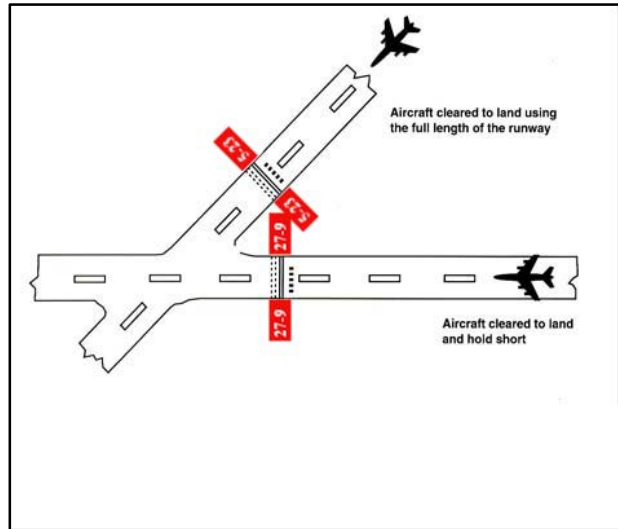 Aircraft cleared to land using
the full length of the runway
5-23
5-23
27-9
27-9
Aircraft cleared to land
and hold short